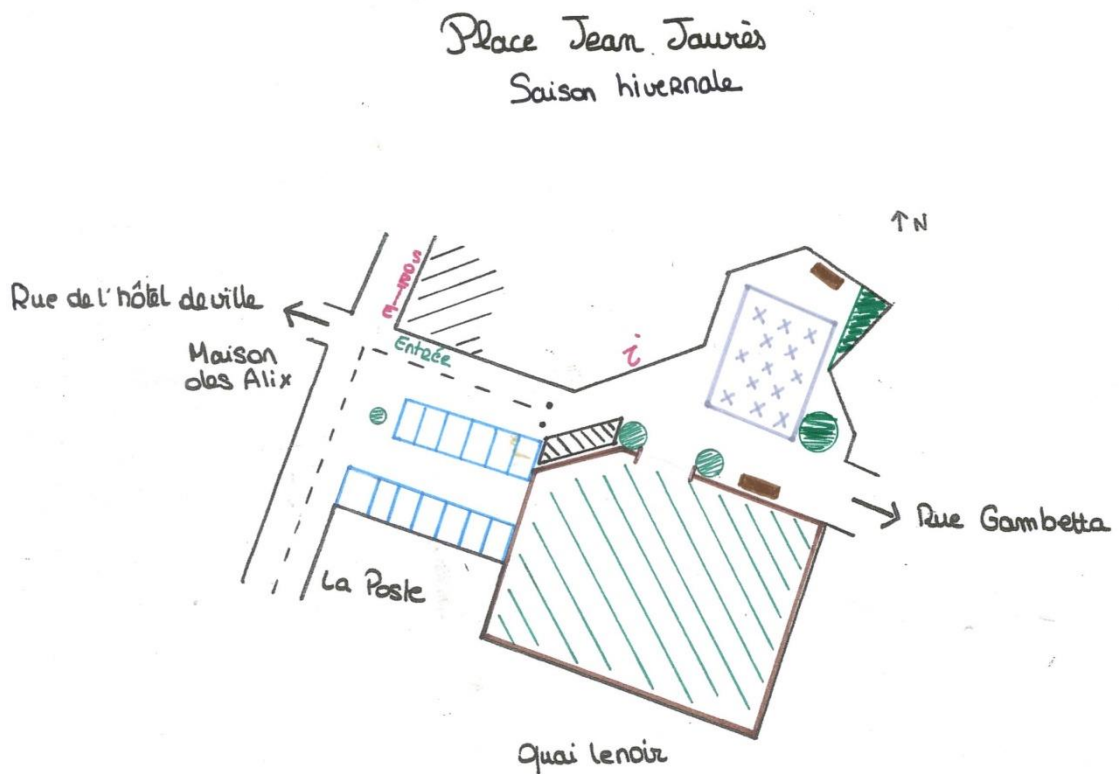 Place Jean Jaurès
Saison hivernale
↑N
SORTIE
Rue de l'hôtel de ville
Entrée
Maison
des Alix
i
Rue Gambetta
La Poste
Quai Lenoir